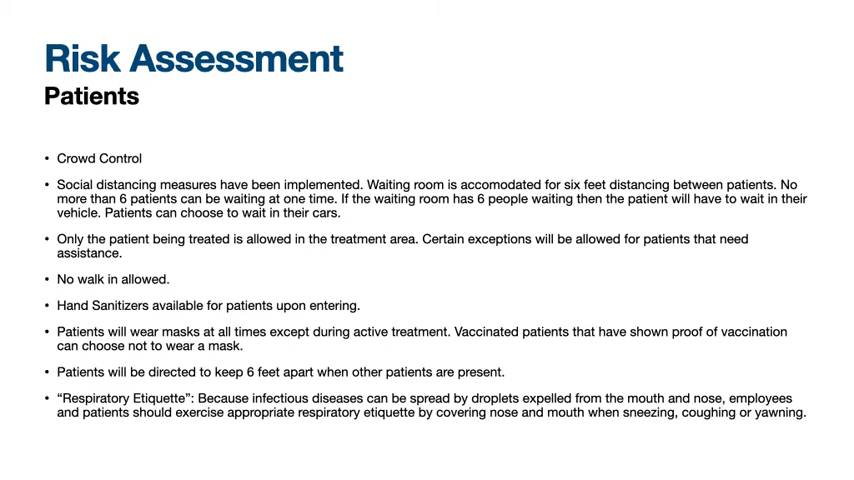 Risk Assessment
Patients
• Crowd Control
• Social distancing measures have been implemented. Waiting room is accomodated for six feet distancing between patients. No
more than 6 patients can be waiting at one time. If the waiting room has 6 people waiting then the patient will have to wait in their
vehicle. Patients can choose to wait in their cars.
• Only the patient being treated is allowed in the treatment area. Certain exceptions will be allowed for patients that need
assistance.
• No walk in allowed.
• Hand Sanitizers available for patients upon entering.
• Patients will wear masks at all times except during active treatment. Vaccinated patients that have shown proof of vaccination
can choose not to wear a mask.
• Patients will be directed to keep 6 feet apart when other patients are present.
• “Respiratory Etiquette”: Because infectious diseases can be spread by droplets expelled from the mouth and nose, employees
and patients should exercise appropriate respiratory etiquette by covering nose and mouth when sneezing, coughing or yawning.